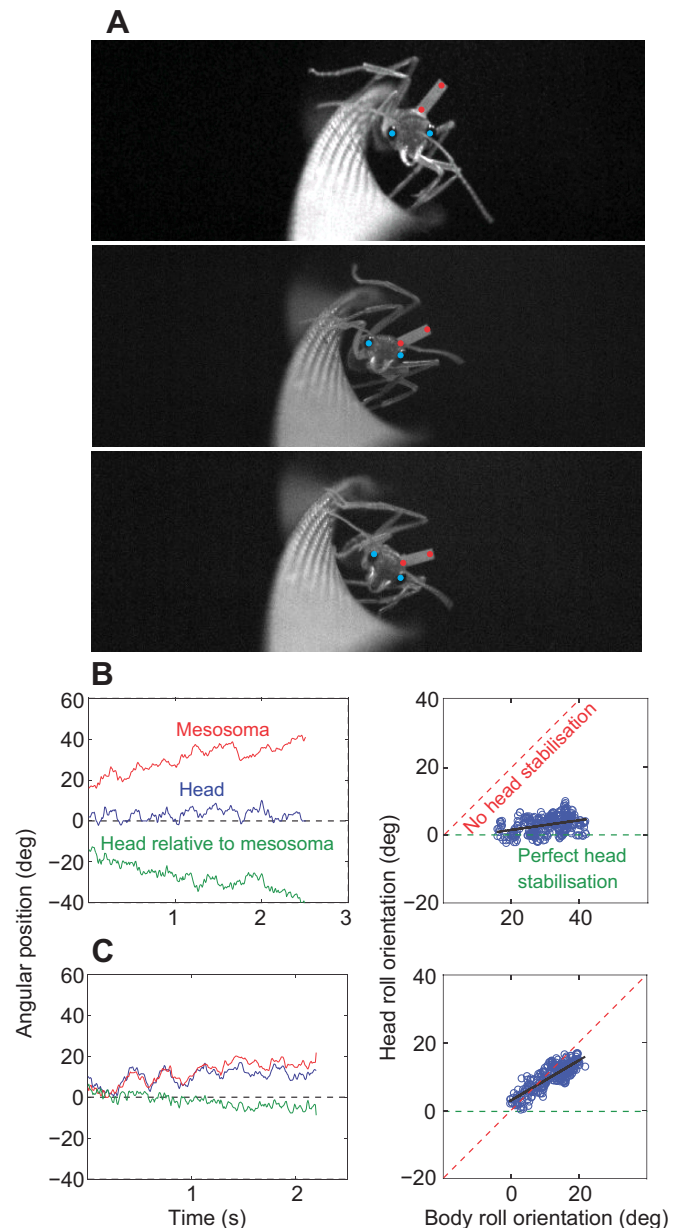 A
B
60
40
20
0
−20
−40
Mesosoma
Head
Head relative to mesosoma
1
2
3
40
20
0
−20
No head stabilisation
Perfect head
stabilisation
20
40
C
60
40
20
0
−20
−40
1
2
Time (s)
Angular position (deg)
40
20
0
−20
0
20
Body roll orientation (deg)
Head roll orientation (deg)